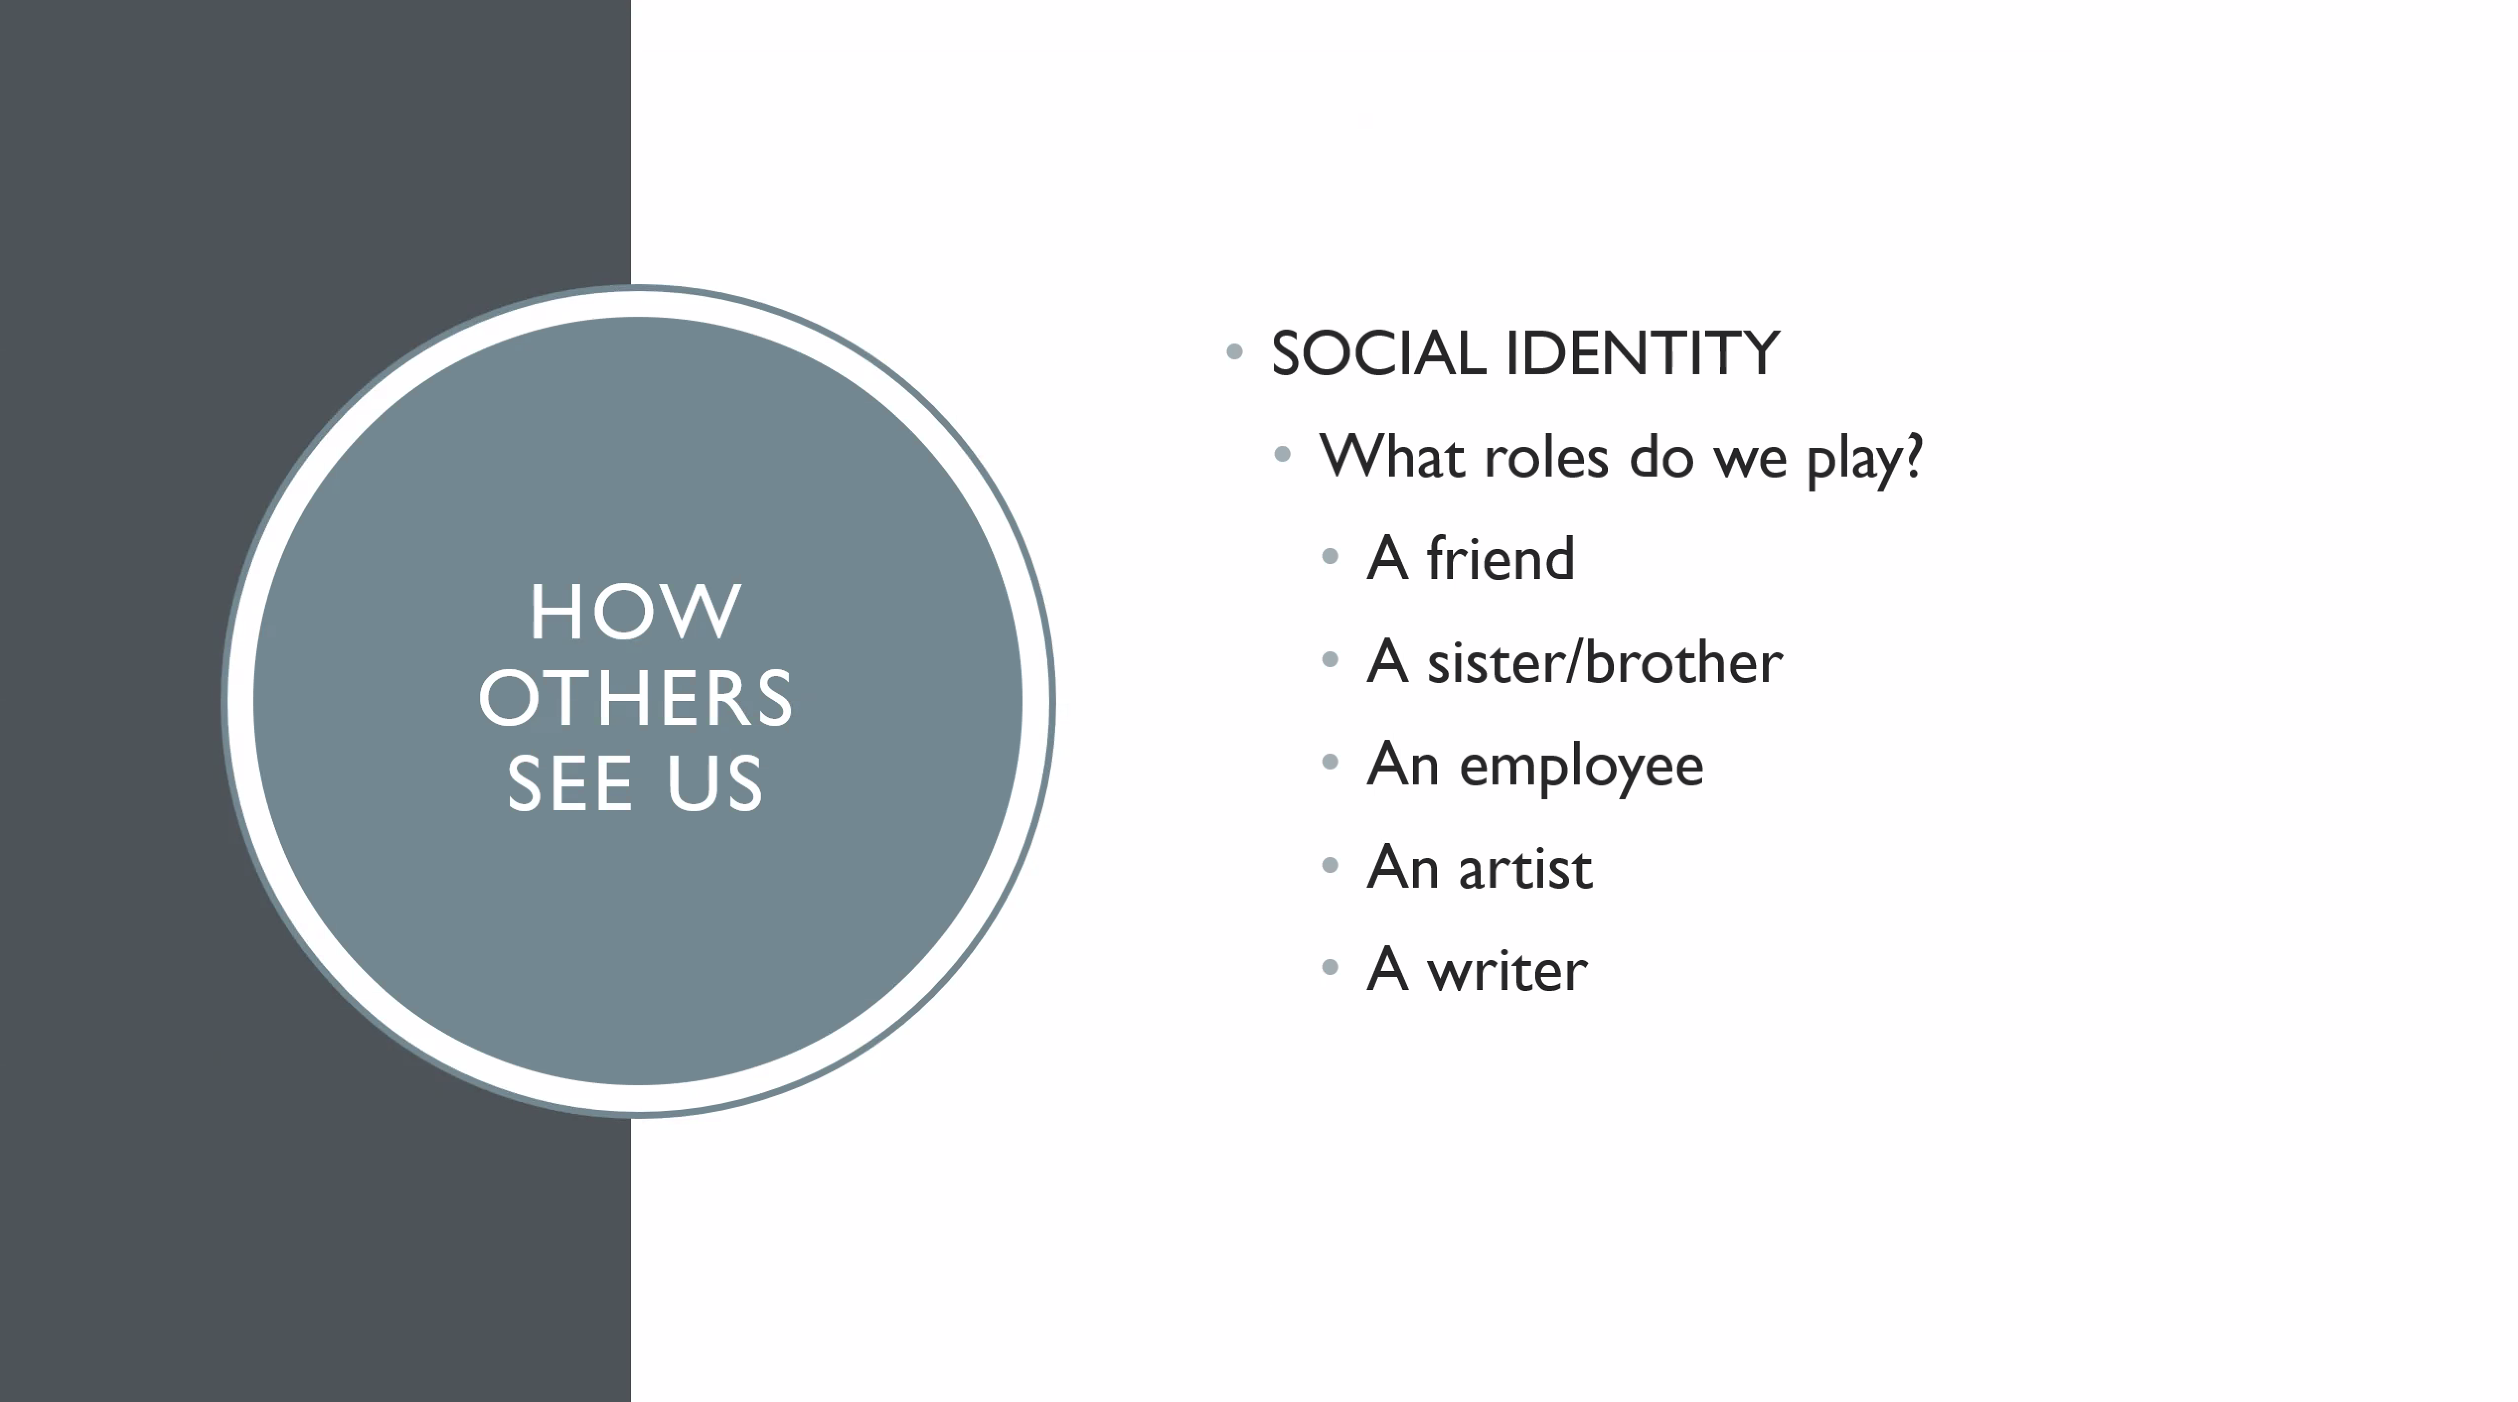 HOW
OTHERS
SEE US
SOCIAL IDENTITY
What roles do we play?
A friend
A sister/brother
An employee
An artist
A writer